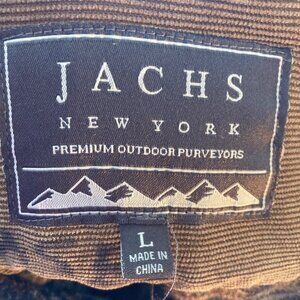 JACHS
NEW YORK
PREMIUM OUTDOOR PURVEYORS
L
MADE IN
CHINA